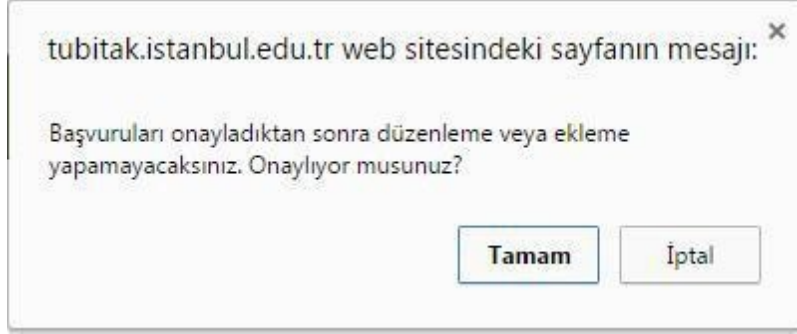 tubitak.istanbul.edu.tr web sitesindeki sayfanın mesajı:
Başvuruları onayladıktan sonra düzenleme veya ekleme
yapamayacaksınız. Onaylıyor musunuz?
Tamam İptal